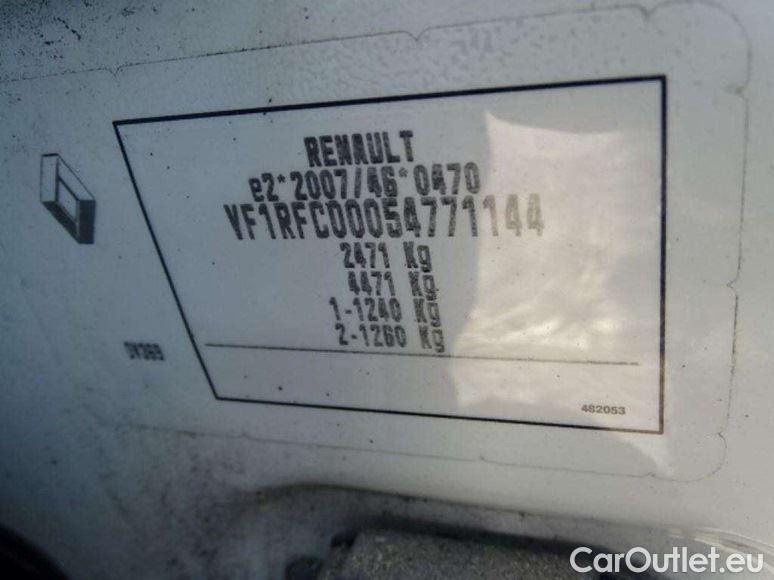 RENAULT
e2*2007/46*0470
VF1RFC00054771144
2471 Kg
4471 Kg
1-1240 Kg
2-1260 Kg
482053
CarOutlet.eu